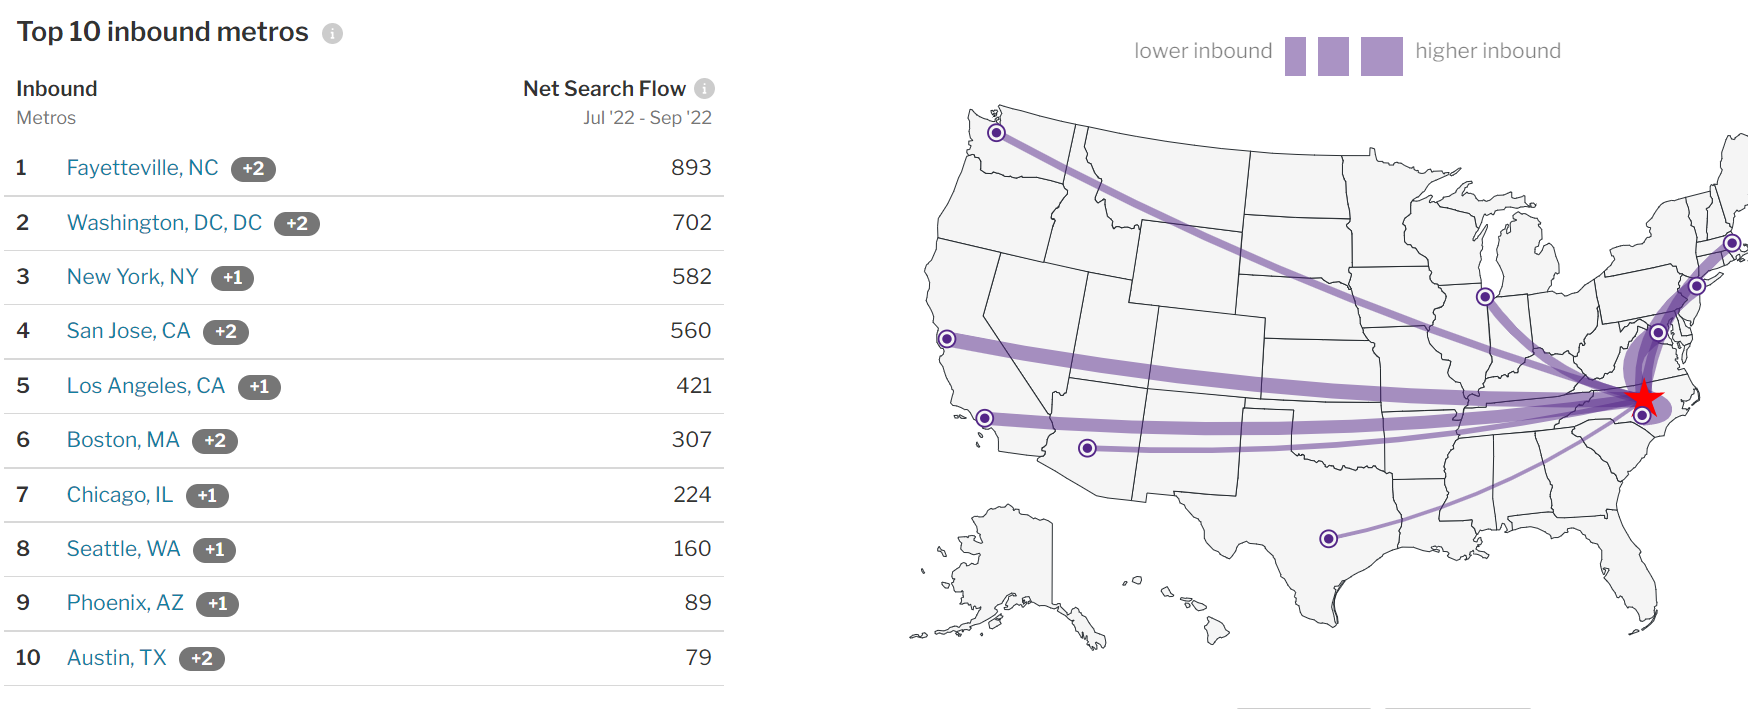 Top 10 inbound metros i
Inbound Net Search Flow i
Metros Jul '22 - Sep '22
1 Fayetteville, NC +2 893
2 Washington, DC, DC +2 702
3 New York, NY +1 582
4 San Jose, CA +2 560
5 Los Angeles, CA +1 421
6 Boston, MA +2 307
7 Chicago, IL +1 224
8 Seattle, WA +1 160
9 Phoenix, AZ +1 89
10 Austin, TX +2 79
lower inbound higher inbound